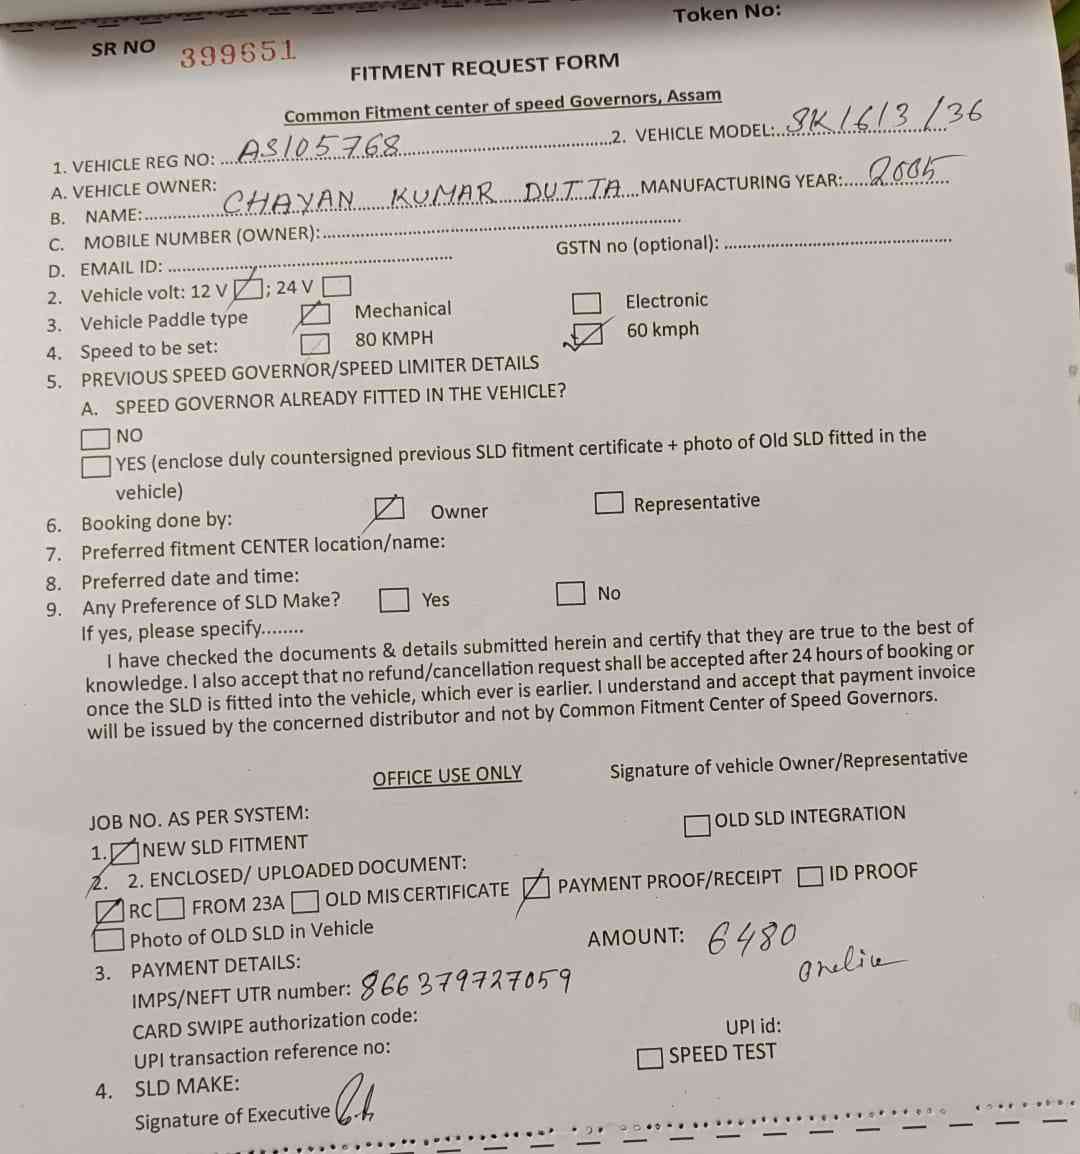 Token No:
SR NO 399651
FITMENT REQUEST FORM
Common Fitment center of speed Governors, Assam
1. VEHICLE REG NO: AS105768 2. VEHICLE MODEL: SK1613/36
A. VEHICLE OWNER:
B. NAME: CHAYAN KUMAR DUTTA MANUFACTURING YEAR: 2005
C. MOBILE NUMBER (OWNER):
D. EMAIL ID: GSTN no (optional):
2. Vehicle volt: 12 V ; 24 V
3. Vehicle Paddle type Mechanical Electronic
4. Speed to be set: 80 KMPH 60 kmph
5. PREVIOUS SPEED GOVERNOR/SPEED LIMITER DETAILS
A. SPEED GOVERNOR ALREADY FITTED IN THE VEHICLE?
NO
YES (enclose duly countersigned previous SLD fitment certificate + photo of Old SLD fitted in the
vehicle)
6. Booking done by: Owner Representative
7. Preferred fitment CENTER location/name:
8. Preferred date and time:
9. Any Preference of SLD Make? Yes No
If yes, please specify........
I have checked the documents & details submitted herein and certify that they are true to the best of
knowledge. I also accept that no refund/cancellation request shall be accepted after 24 hours of booking or
once the SLD is fitted into the vehicle, which ever is earlier. I understand and accept that payment invoice
will be issued by the concerned distributor and not by Common Fitment Center of Speed Governors.
OFFICE USE ONLY Signature of vehicle Owner/Representative
JOB NO. AS PER SYSTEM:
1. NEW SLD FITMENT OLD SLD INTEGRATION
2. 2. ENCLOSED/ UPLOADED DOCUMENT:
RC FROM 23A OLD MIS CERTIFICATE PAYMENT PROOF/RECEIPT ID PROOF
Photo of OLD SLD in Vehicle
3. PAYMENT DETAILS: AMOUNT: 6480
IMPS/NEFT UTR number: 866379727059 online
CARD SWIPE authorization code:
UPI transaction reference no: UPI id:
4. SLD MAKE: SPEED TEST
Signature of Executive